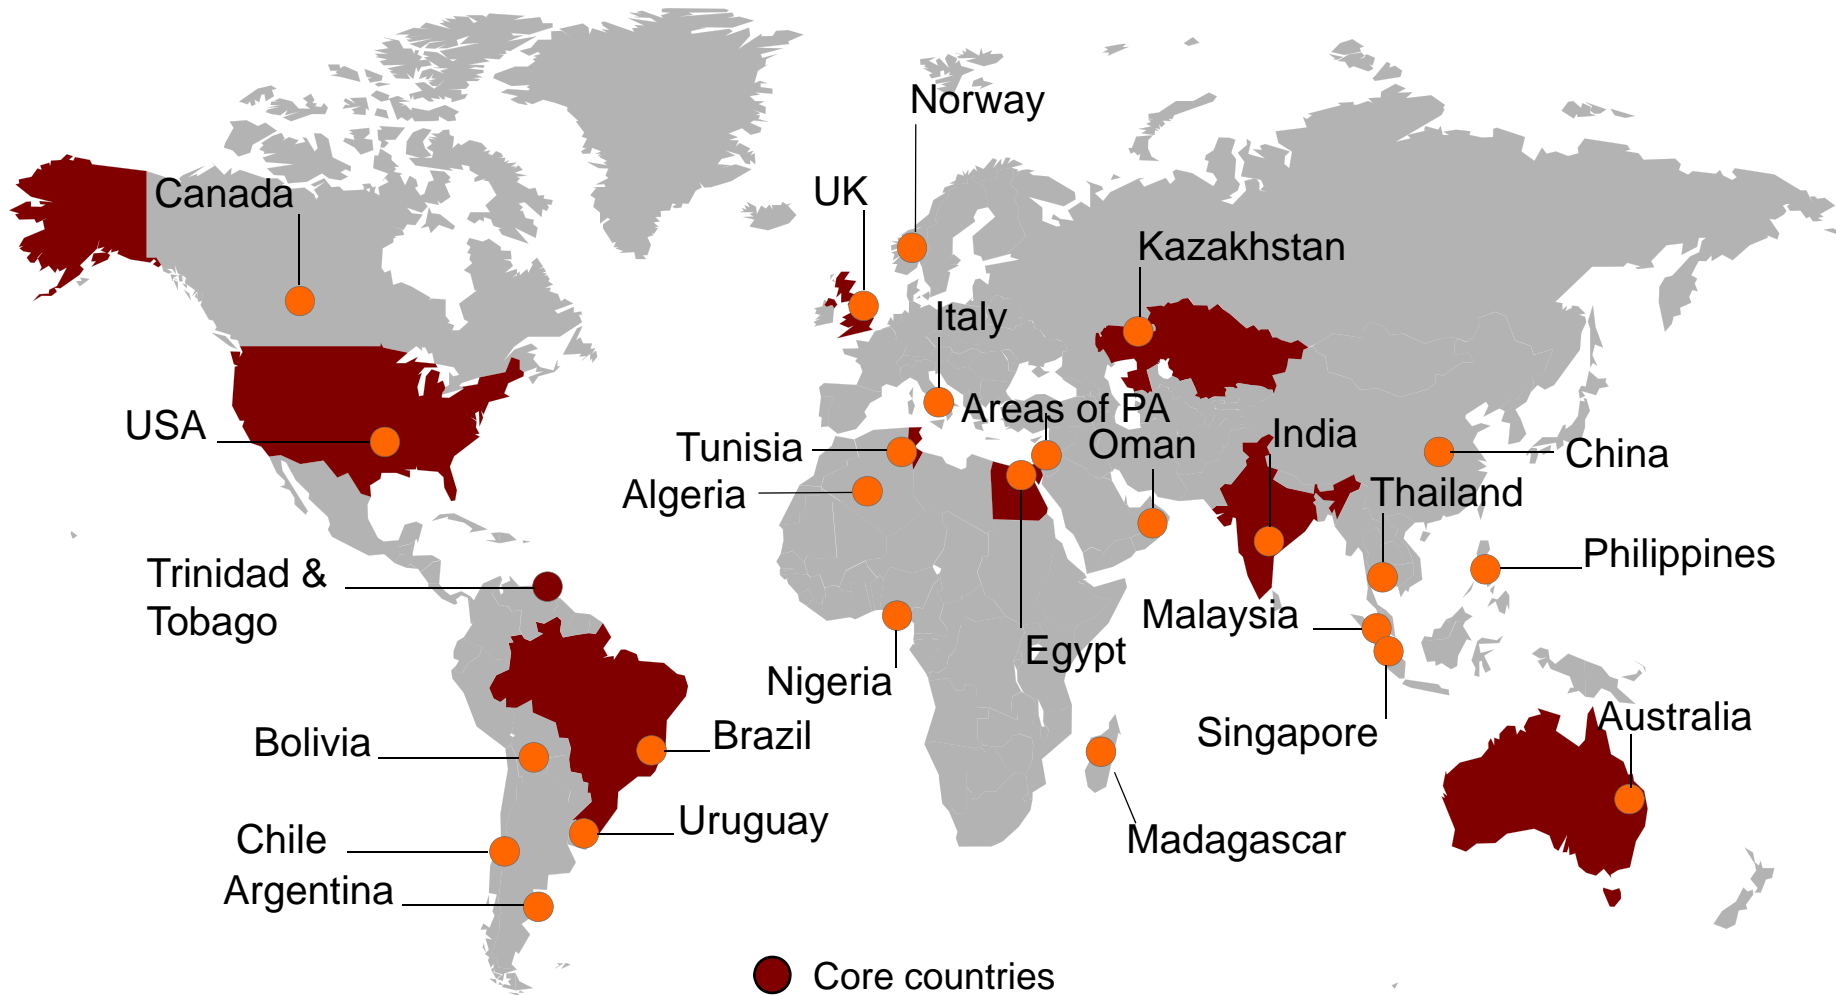 Norway
Canada
UK
Kazakhstan
Italy
Areas of PA
USA
Tunisia
Oman
India
China
Algeria
Thailand
Trinidad &
Tobago
Philippines
Malaysia
Egypt
Nigeria
Singapore
Australia
Bolivia
Brazil
Uruguay
Chile
Madagascar
Argentina
Core countries